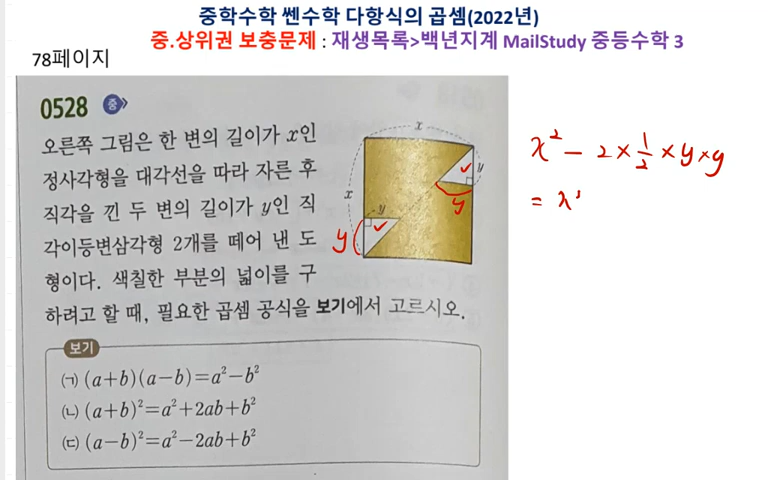 중학수학 쎈수학 다항식의 곱셈(2022년)
중.상위권 보충문제 : 재생목록>백년지계 MailStudy 중등수학 3
78페이지
0528 중
오른쪽 그림은 한 변의 길이가 x인
정사각형을 대각선을 따라 자른 후
직각을 낀 두 변의 길이가 y인 직
각이등변삼각형 2개를 떼어 낸 도
형이다. 색칠한 부분의 넓이를 구
하려고 할 때, 필요한 곱셈 공식을 보기에서 고르시오.
x
y
x
y
y
y
x² − 2 × 1/2 × y × y
= x²
보기
㈀ (a+b)(a−b)=a²−b²
㈁ (a+b)²=a²+2ab+b²
㈂ (a−b)²=a²−2ab+b²